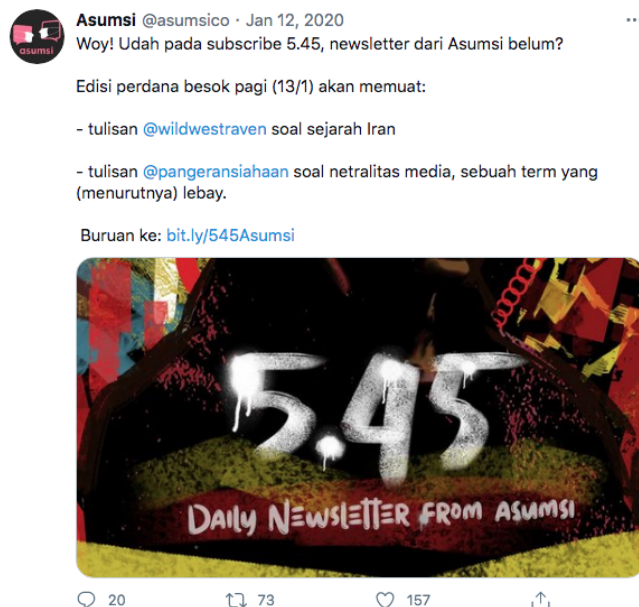 asumsi
Asumsi @asumsico · Jan 12, 2020
Woy! Udah pada subscribe 5.45, newsletter dari Asumsi belum?
Edisi perdana besok pagi (13/1) akan memuat:
- tulisan @wildwestraven soal sejarah Iran
- tulisan @pangeransiahaan soal netralitas media, sebuah term yang
(menurutnya) lebay.
Buruan ke: bit.ly/545Asumsi
5.45
DAILY NEWSLETTER FROM ASUMSI
20 73 157